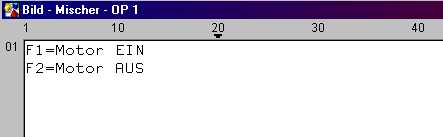 Bild - Mischer - OP 1
1 10 20 30 40
01
F1=Motor EIN
F2=Motor AUS